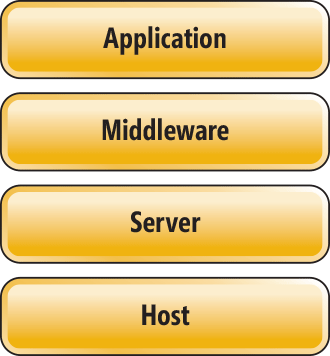 Application
Middleware
Server
Host